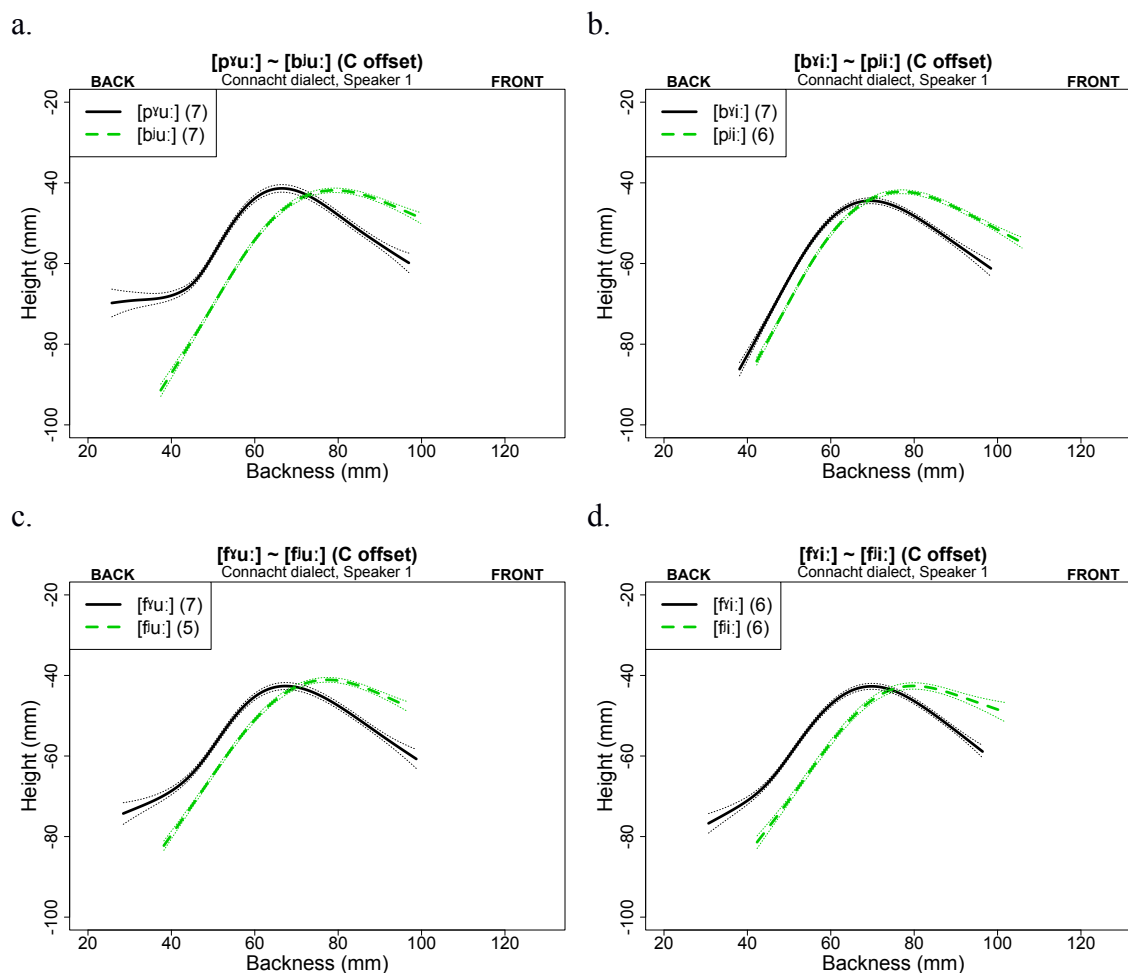 a.
[pˠuː] ~ [bʲuː] (C offset)
Connacht dialect, Speaker 1
BACK FRONT
[pˠuː] (7)
[bʲuː] (7)
Height (mm)
-20
-40
-60
-80
-100
20 40 60 80 100 120
Backness (mm)
b.
[bˠiː] ~ [pʲiː] (C offset)
Connacht dialect, Speaker 1
BACK FRONT
[bˠiː] (7)
[pʲiː] (6)
Height (mm)
-20
-40
-60
-80
-100
20 40 60 80 100 120
Backness (mm)
c.
[fˠuː] ~ [fʲuː] (C offset)
Connacht dialect, Speaker 1
BACK FRONT
[fˠuː] (7)
[fʲuː] (5)
Height (mm)
-20
-40
-60
-80
-100
20 40 60 80 100 120
Backness (mm)
d.
[fˠiː] ~ [fʲiː] (C offset)
Connacht dialect, Speaker 1
BACK FRONT
[fˠiː] (6)
[fʲiː] (6)
Height (mm)
-20
-40
-60
-80
-100
20 40 60 80 100 120
Backness (mm)